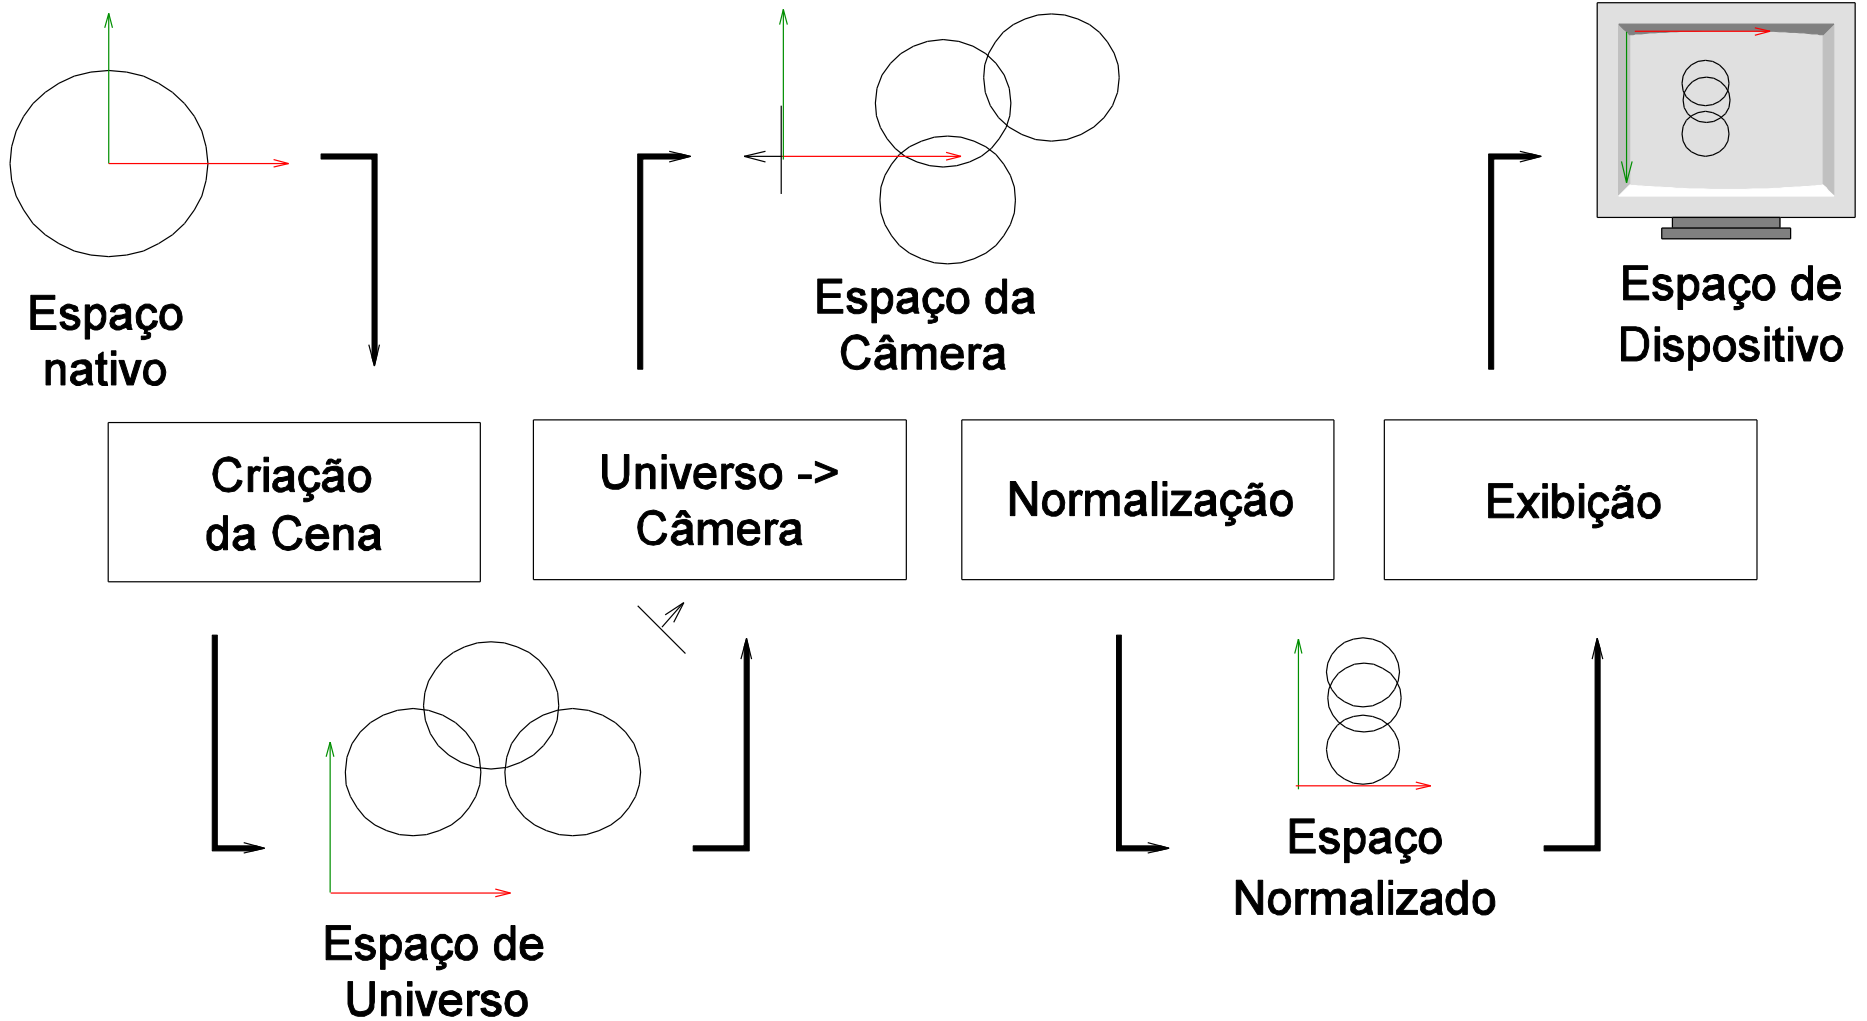 Espaço
nativo
Espaço da
Câmera
Espaço de
Dispositivo
Criação
da Cena
Universo ->
Câmera
Normalização
Exibição
Espaço de
Universo
Espaço
Normalizado